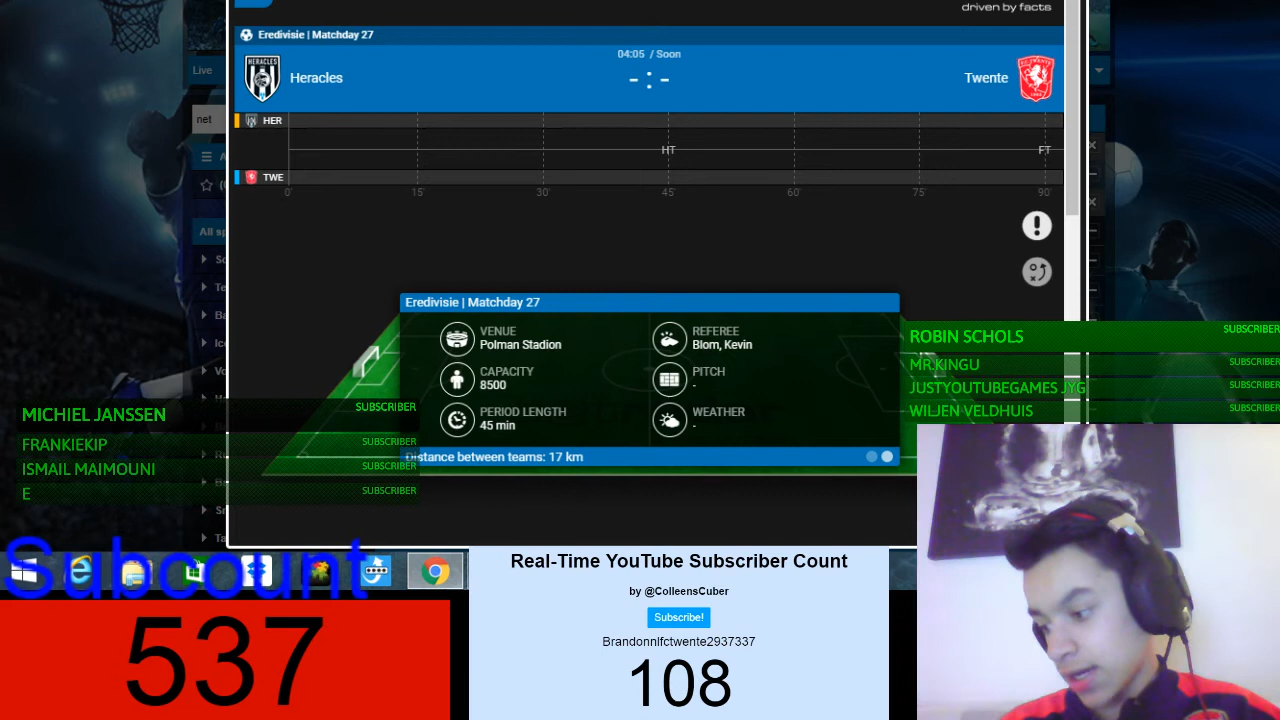 driven by facts
Eredivisie | Matchday 27
04:05 / Soon
Heracles
- : -
Twente
HERACLES
Live
net
HER
HT
FT
TWE
0' 15' 30' 45' 60' 75' 90'
All sp
Eredivisie | Matchday 27
VENUE
Polman Stadion
REFEREE
Blom, Kevin
CAPACITY
8500
PITCH
-
PERIOD LENGTH
45 min
WEATHER
-
Distance between teams: 17 km
ROBIN SCHOLS SUBSCRIBER
MR.KINGU SUBSCRIBER
JUSTYOUTUBEGAMES JYG SUBSCRIBER
WILJEN VELDHUIS SUBSCRIBER
MICHIEL JANSSEN SUBSCRIBER
FRANKIEKIP SUBSCRIBER
ISMAIL MAIMOUNI SUBSCRIBER
E SUBSCRIBER
Subcount
537
Real-Time YouTube Subscriber Count
by @ColleensCuber
Subscribe!
Brandonnlfctwente2937337
108